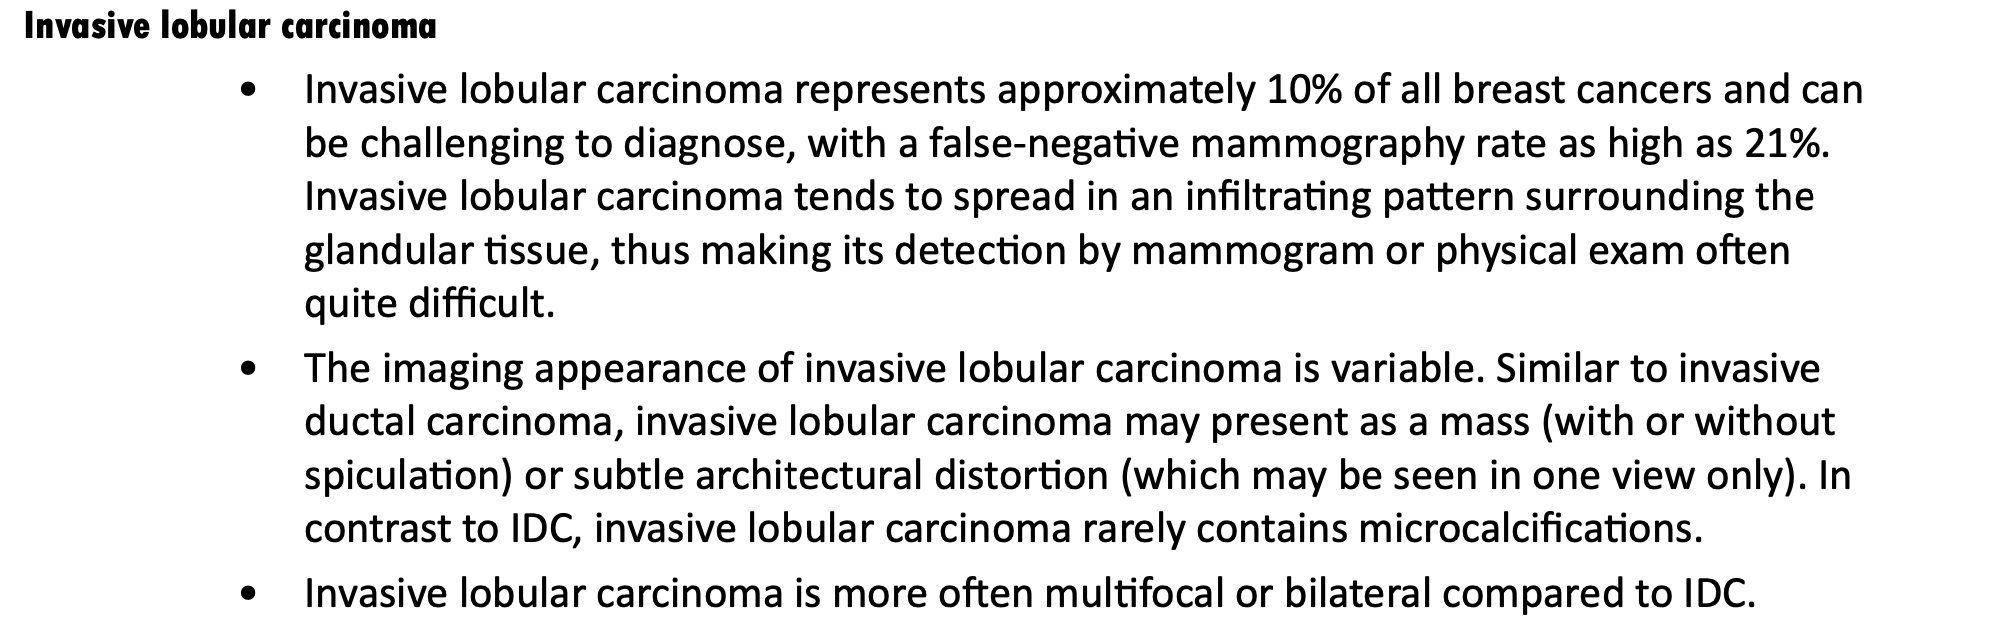 Invasive lobular carcinoma
• Invasive lobular carcinoma represents approximately 10% of all breast cancers and can
be challenging to diagnose, with a false-negative mammography rate as high as 21%.
Invasive lobular carcinoma tends to spread in an infiltrating pattern surrounding the
glandular tissue, thus making its detection by mammogram or physical exam often
quite difficult.
• The imaging appearance of invasive lobular carcinoma is variable. Similar to invasive
ductal carcinoma, invasive lobular carcinoma may present as a mass (with or without
spiculation) or subtle architectural distortion (which may be seen in one view only). In
contrast to IDC, invasive lobular carcinoma rarely contains microcalcifications.
• Invasive lobular carcinoma is more often multifocal or bilateral compared to IDC.